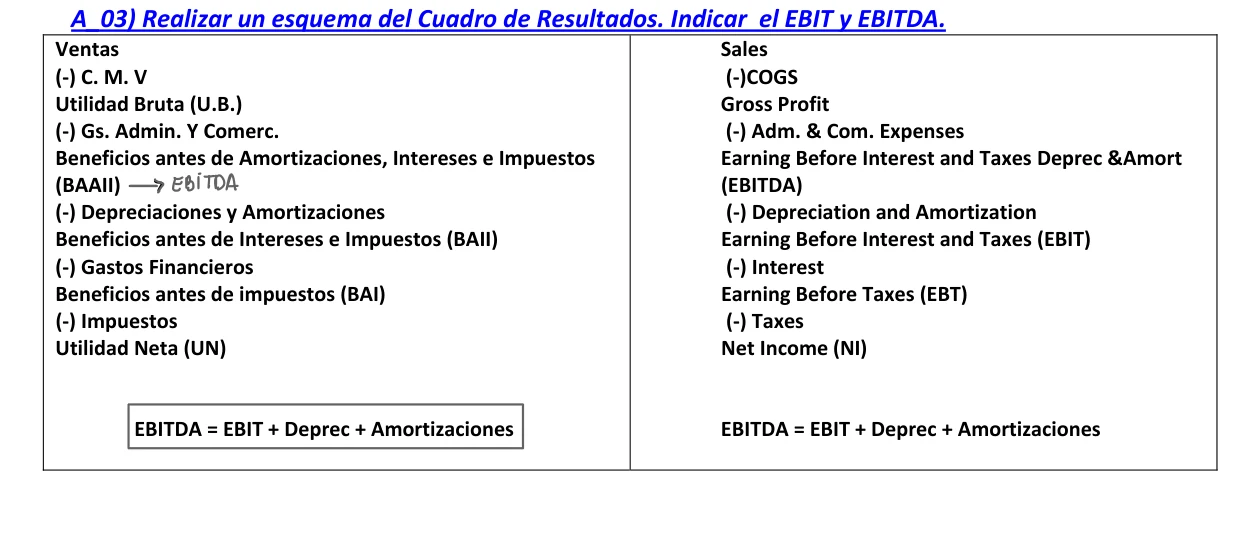 A_03) Realizar un esquema del Cuadro de Resultados. Indicar el EBIT y EBITDA.
Ventas
(-) C. M. V
Utilidad Bruta (U.B.)
(-) Gs. Admin. Y Comerc.
Beneficios antes de Amortizaciones, Intereses e Impuestos
(BAAII) → EBITDA
(-) Depreciaciones y Amortizaciones
Beneficios antes de Intereses e Impuestos (BAII)
(-) Gastos Financieros
Beneficios antes de impuestos (BAI)
(-) Impuestos
Utilidad Neta (UN)
EBITDA = EBIT + Deprec + Amortizaciones
Sales
(-)COGS
Gross Profit
(-) Adm. & Com. Expenses
Earning Before Interest and Taxes Deprec &Amort
(EBITDA)
(-) Depreciation and Amortization
Earning Before Interest and Taxes (EBIT)
(-) Interest
Earning Before Taxes (EBT)
(-) Taxes
Net Income (NI)
EBITDA = EBIT + Deprec + Amortizaciones